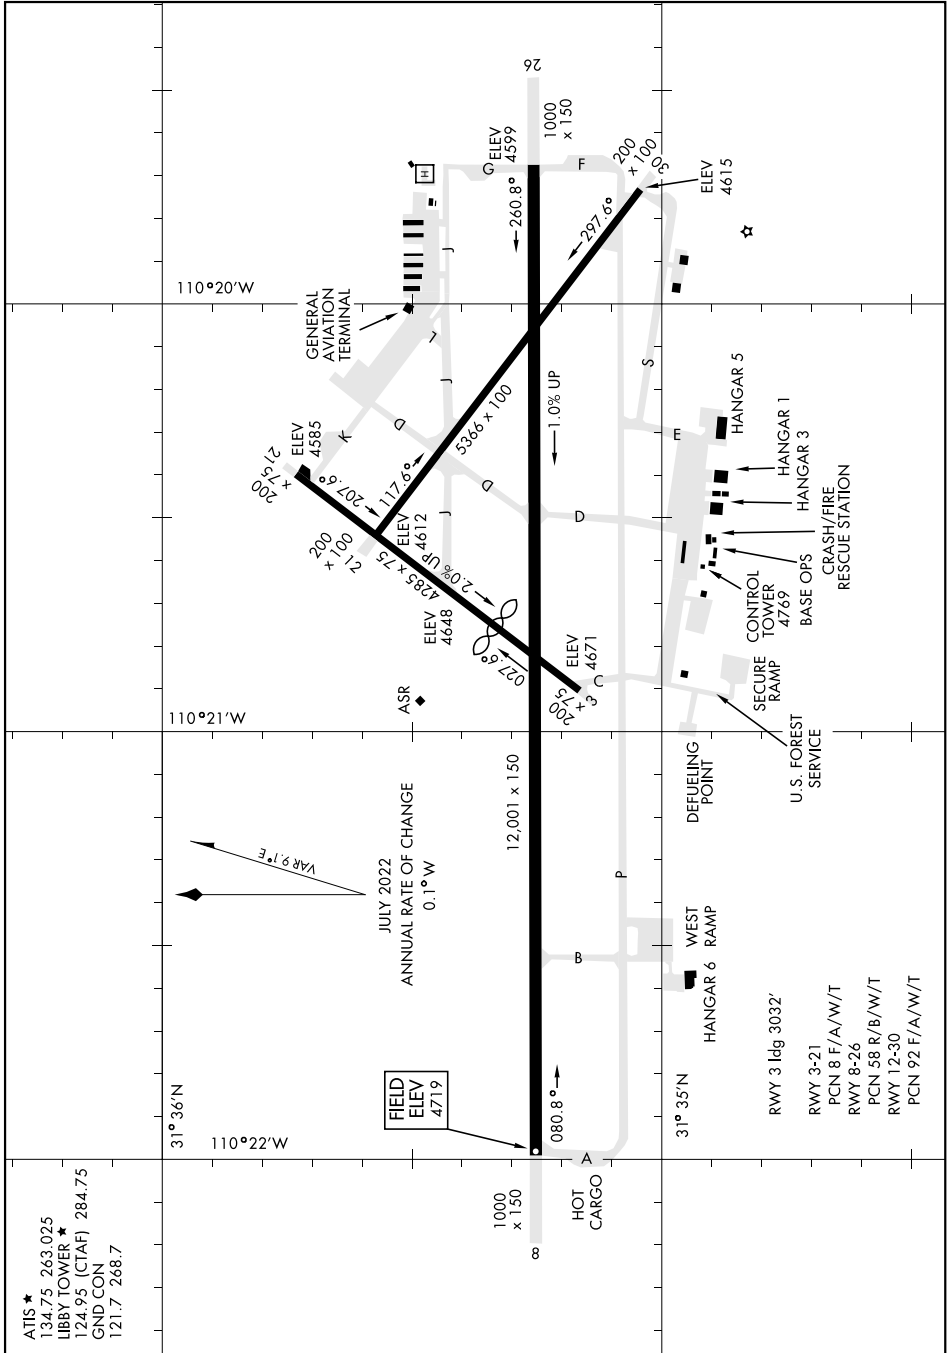 ATIS ★
134.75 263.025
LIBBY TOWER ★
124.95 (CTAF) 284.75
GND CON
121.7 268.7
31° 36'N
110°22'W
110°21'W
110°20'W
31° 35'N
FIELD
ELEV
4719
JULY 2022
ANNUAL RATE OF CHANGE
0.1° W
VAR 9.1° E
ASR
GENERAL
AVIATION
TERMINAL
H
200
x 75
21
ELEV
4585
207.6°
K
200
x 100
12
ELEV
4612
117.6°
4285 x 75
2.0% UP
ELEV
4648
027.6°
ELEV
4671
200
x 75
3
C
5366 x 100
D
D
D
J
J
J
L
G
ELEV
4599
260.8°
1000
x 150
26
F
200
x 100
30
ELEV
4615
297.6°
1.0% UP
12,001 x 150
080.8°
1000
x 150
8
HOT
CARGO
A
B
P
S
E
HANGAR 5
HANGAR 1
HANGAR 3
CRASH/FIRE
RESCUE STATION
BASE OPS
CONTROL
TOWER
4769
SECURE
RAMP
U.S. FOREST
SERVICE
DEFUELING
POINT
WEST
RAMP
HANGAR 6
RWY 3 ldg 3032'
RWY 3-21
PCN 8 F/A/W/T
RWY 8-26
PCN 58 R/B/W/T
RWY 12-30
PCN 92 F/A/W/T